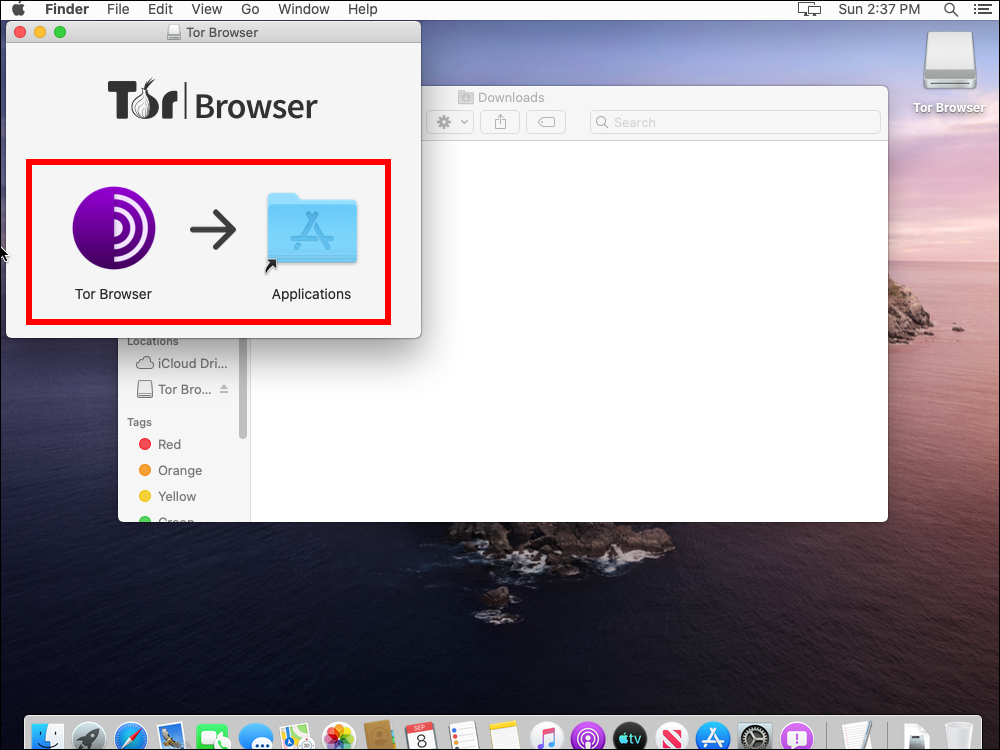 Finder File Edit View Go Window Help Sun 2:37 PM
Tor Browser
Tor Browser
Downloads
Search
Tor Browser
Tor Browser
Applications
Locations
iCloud Dri...
Tor Bro...
Tags
Red
Orange
Yellow
Green
SEP
8
tv